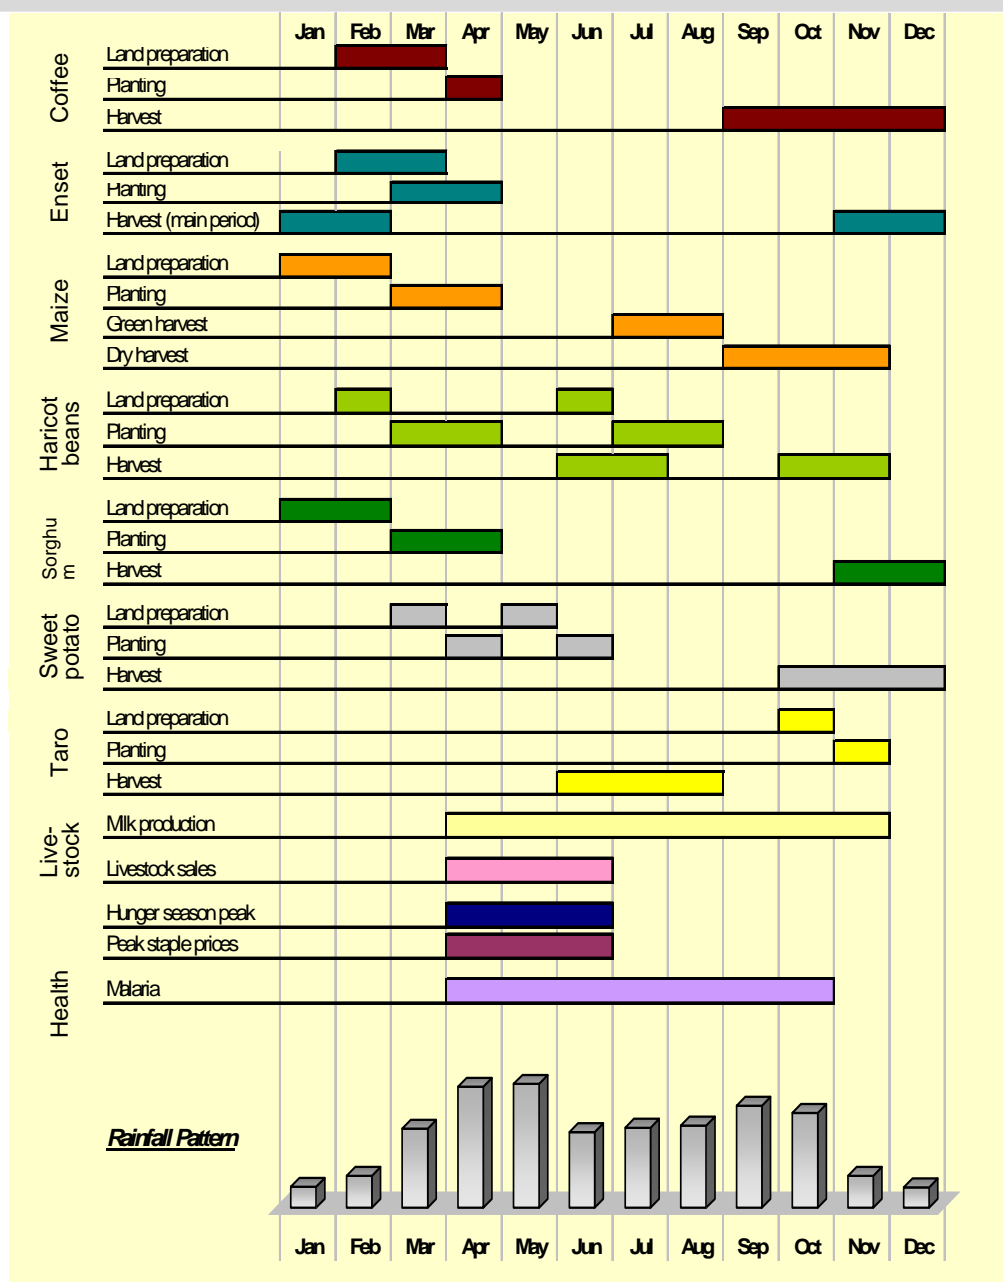 Jan Feb Mar Apr May Jun Jul Aug Sep Oct Nov Dec
Coffee
Land preparation
Planting
Harvest
Enset
Land preparation
Planting
Harvest (main period)
Maize
Land preparation
Planting
Green harvest
Dry harvest
Haricot
beans
Land preparation
Planting
Harvest
Sorghu
m
Land preparation
Planting
Harvest
Sweet
potato
Land preparation
Planting
Harvest
Taro
Land preparation
Planting
Harvest
Live-
stock
Milk production
Livestock sales
Hunger season peak
Peak staple prices
Health
Malaria
Rainfall Pattern
Jan Feb Mar Apr May Jun Jul Aug Sep Oct Nov Dec